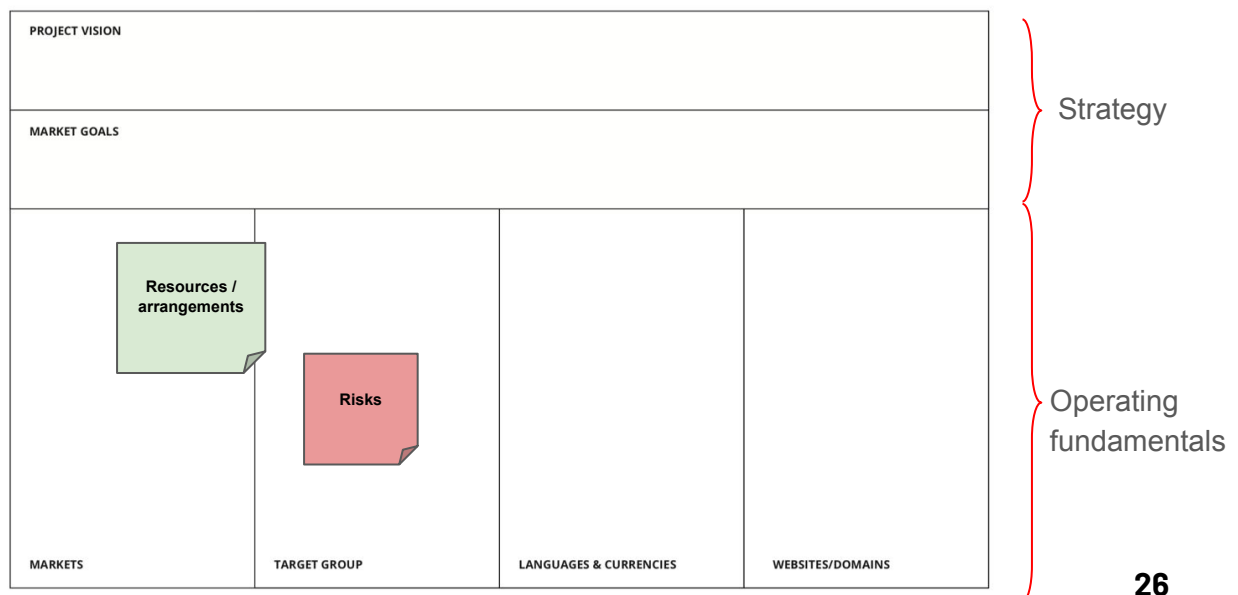 PROJECT VISION
Strategy
MARKET GOALS
Resources /
arrangements
Risks
Operating
fundamentals
MARKETS
TARGET GROUP
LANGUAGES & CURRENCIES
WEBSITES/DOMAINS
26